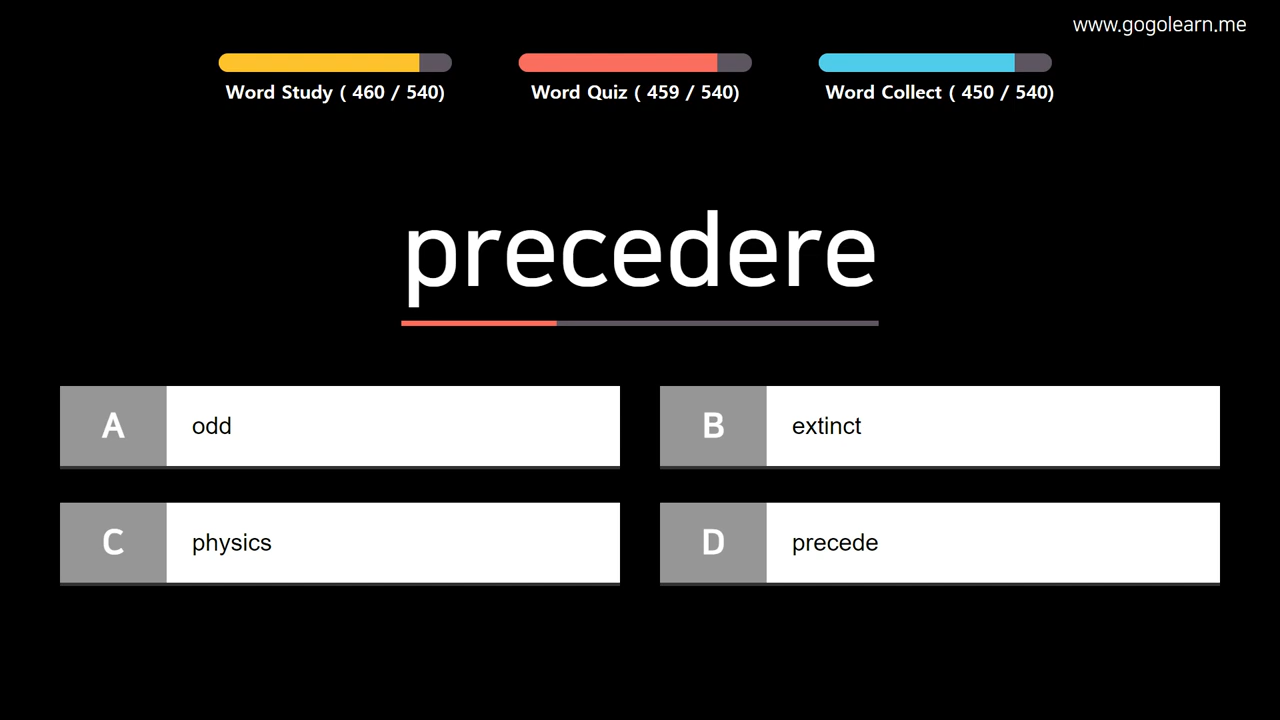 www.gogolearn.me
Word Study ( 460 / 540)
Word Quiz ( 459 / 540)
Word Collect ( 450 / 540)
precedere
A odd
B extinct
C physics
D precede